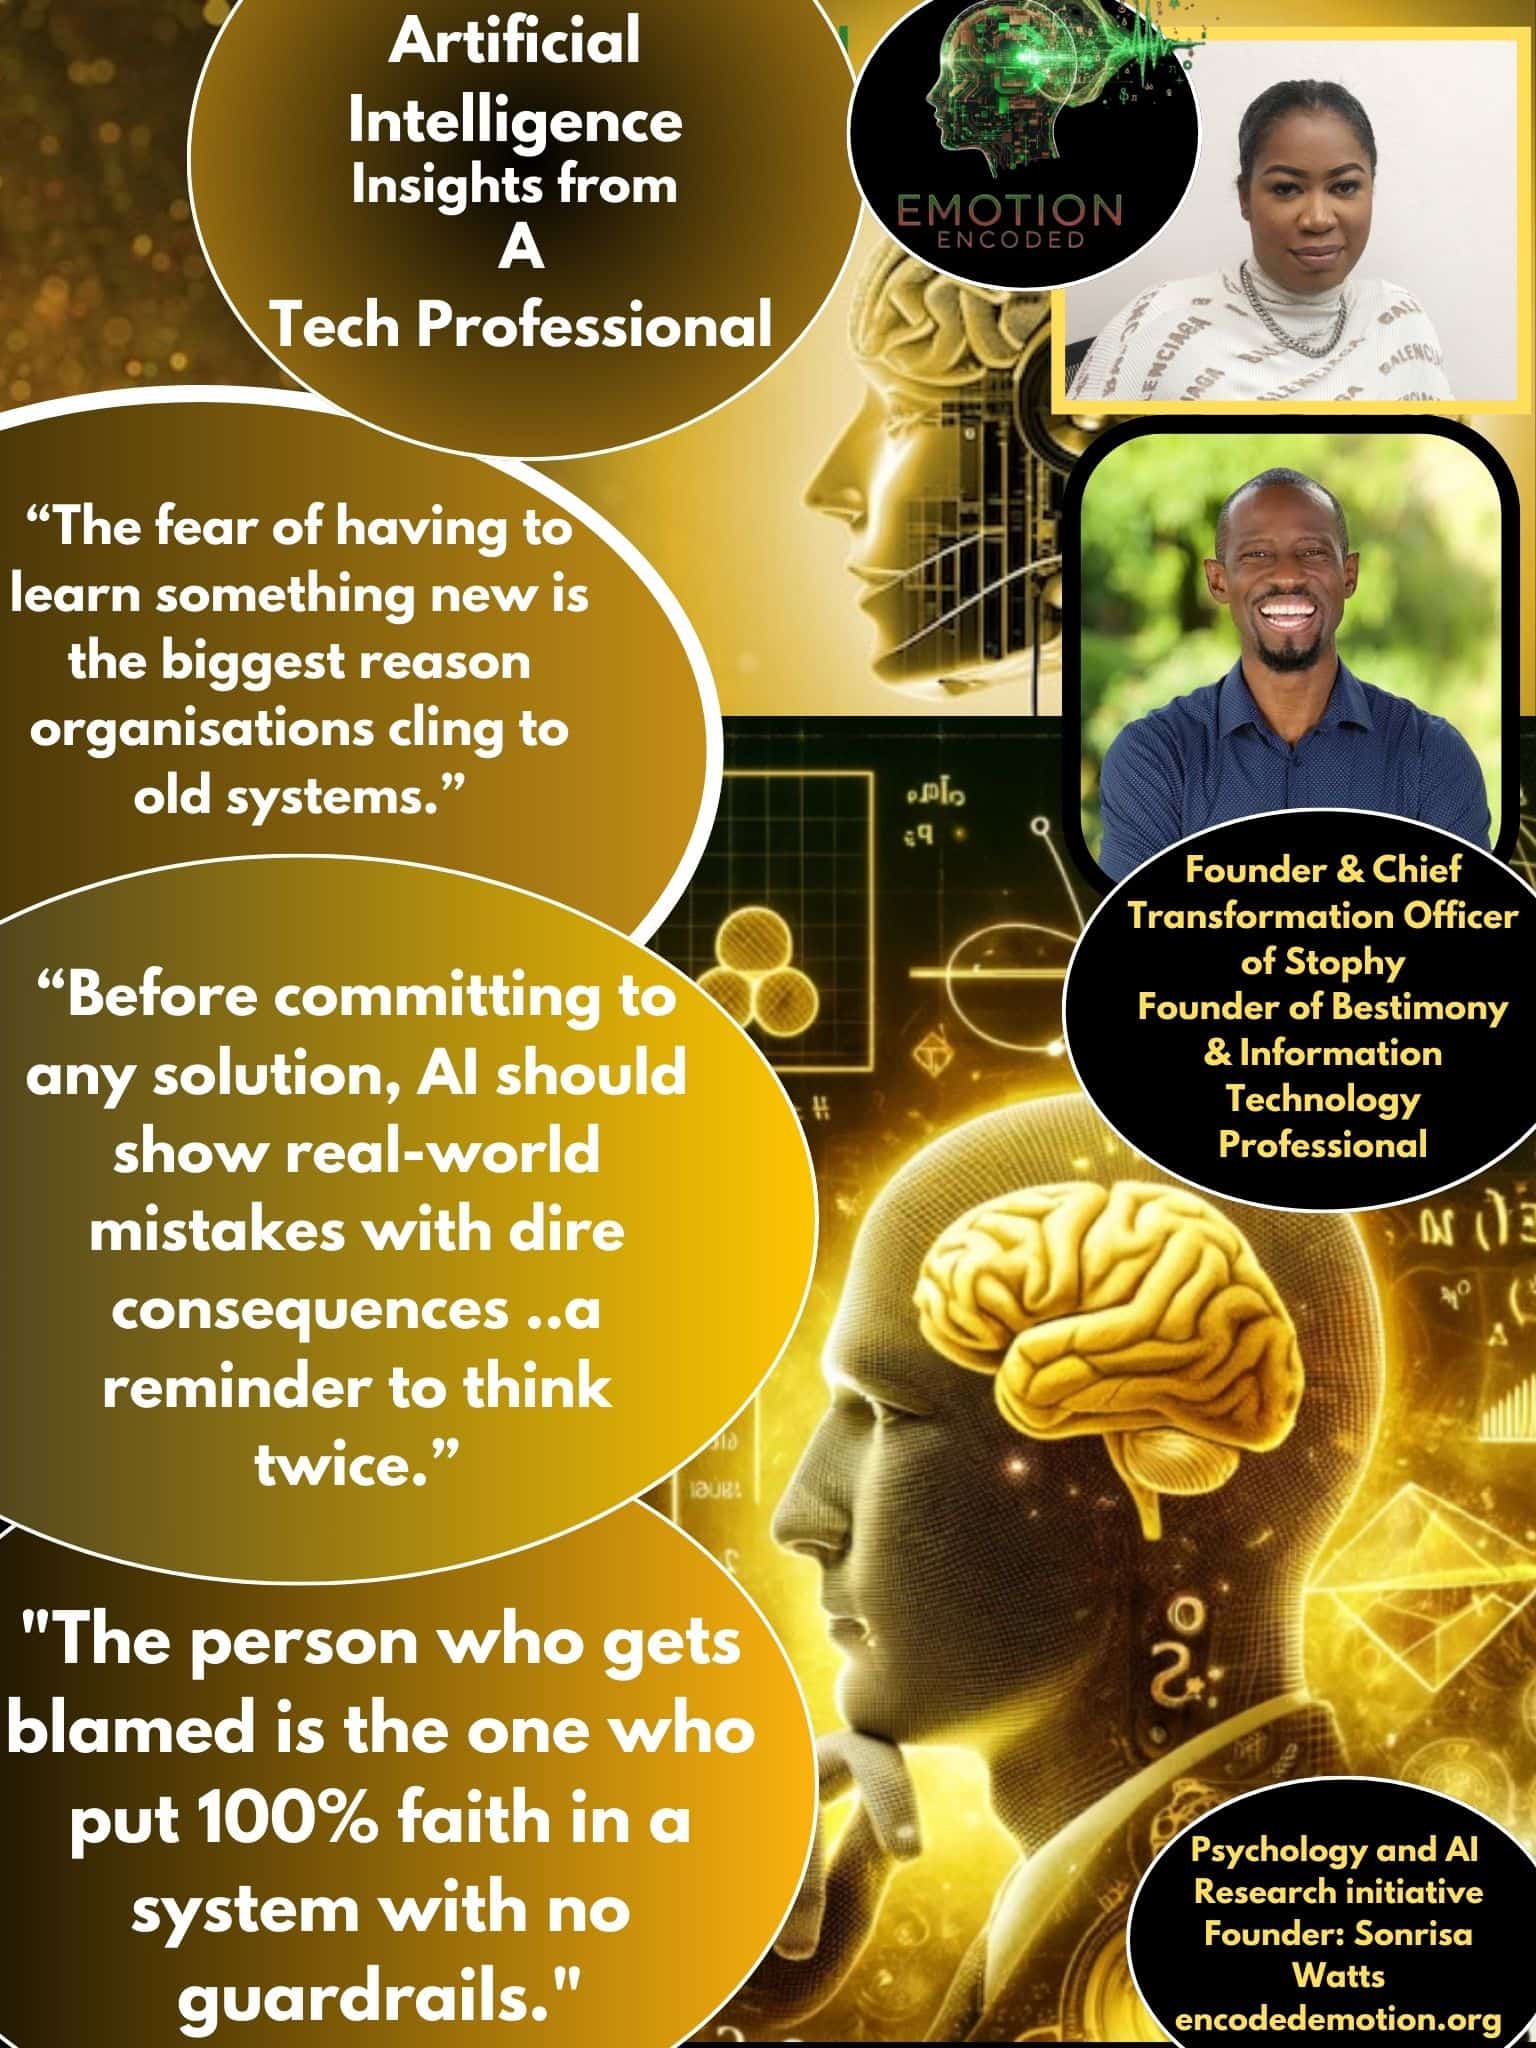 Artificial
Intelligence
Insights from
A
Tech Professional
EMOTION
ENCODED
BALENCIAGA
“The fear of having to
learn something new is
the biggest reason
organisations cling to
old systems.”
Founder & Chief
Transformation Officer
of Stophy
Founder of Bestimony
& Information
Technology
Professional
“Before committing to
any solution, AI should
show real-world
mistakes with dire
consequences ..a
reminder to think
twice.”
"The person who gets
blamed is the one who
put 100% faith in a
system with no
guardrails."
Psychology and AI
Research initiative
Founder: Sonrisa
Watts
encodedemotion.org